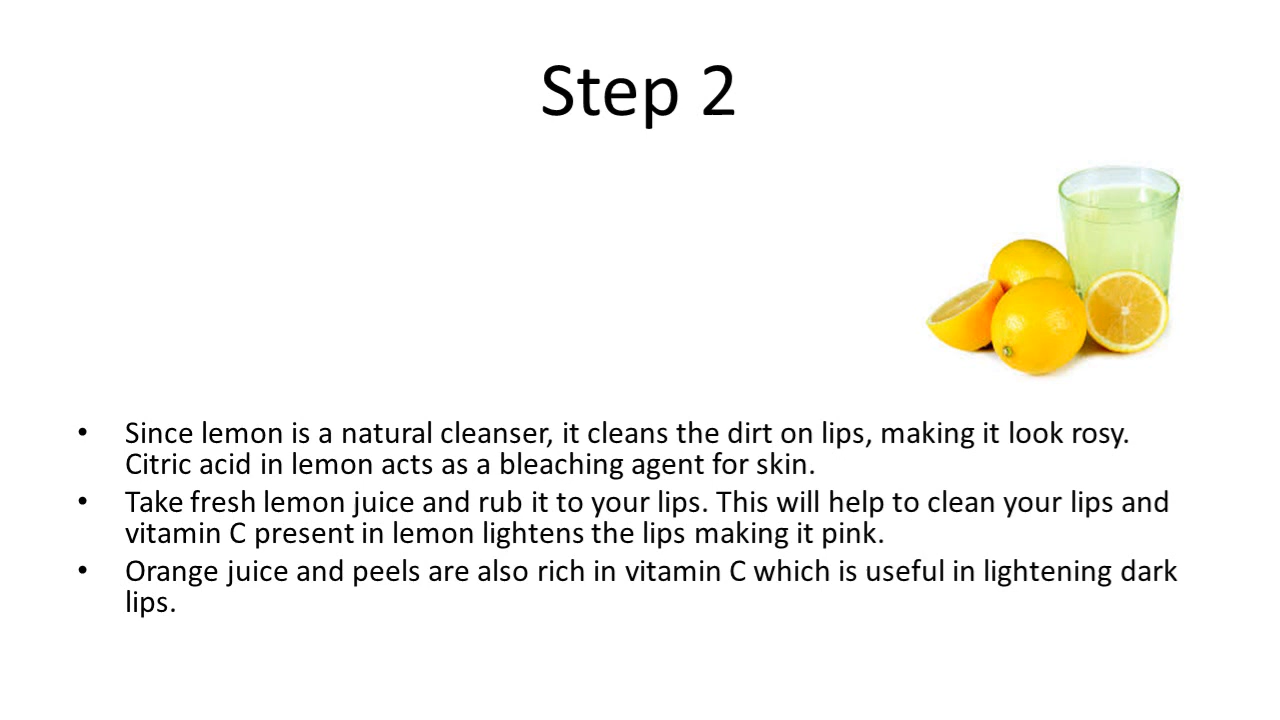 Step 2
• Since lemon is a natural cleanser, it cleans the dirt on lips, making it look rosy.
Citric acid in lemon acts as a bleaching agent for skin.
• Take fresh lemon juice and rub it to your lips. This will help to clean your lips and
vitamin C present in lemon lightens the lips making it pink.
• Orange juice and peels are also rich in vitamin C which is useful in lightening dark
lips.